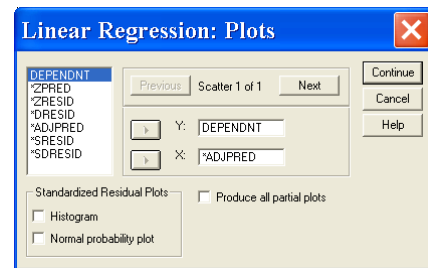 Linear Regression: Plots
DEPENDNT
*ZPRED
*ZRESID
*DRESID
*ADJPRED
*SRESID
*SDRESID
Previous
Scatter 1 of 1
Next
Y:
DEPENDNT
X:
*ADJPRED
Continue
Cancel
Help
Standardized Residual Plots
Histogram
Normal probability plot
Produce all partial plots